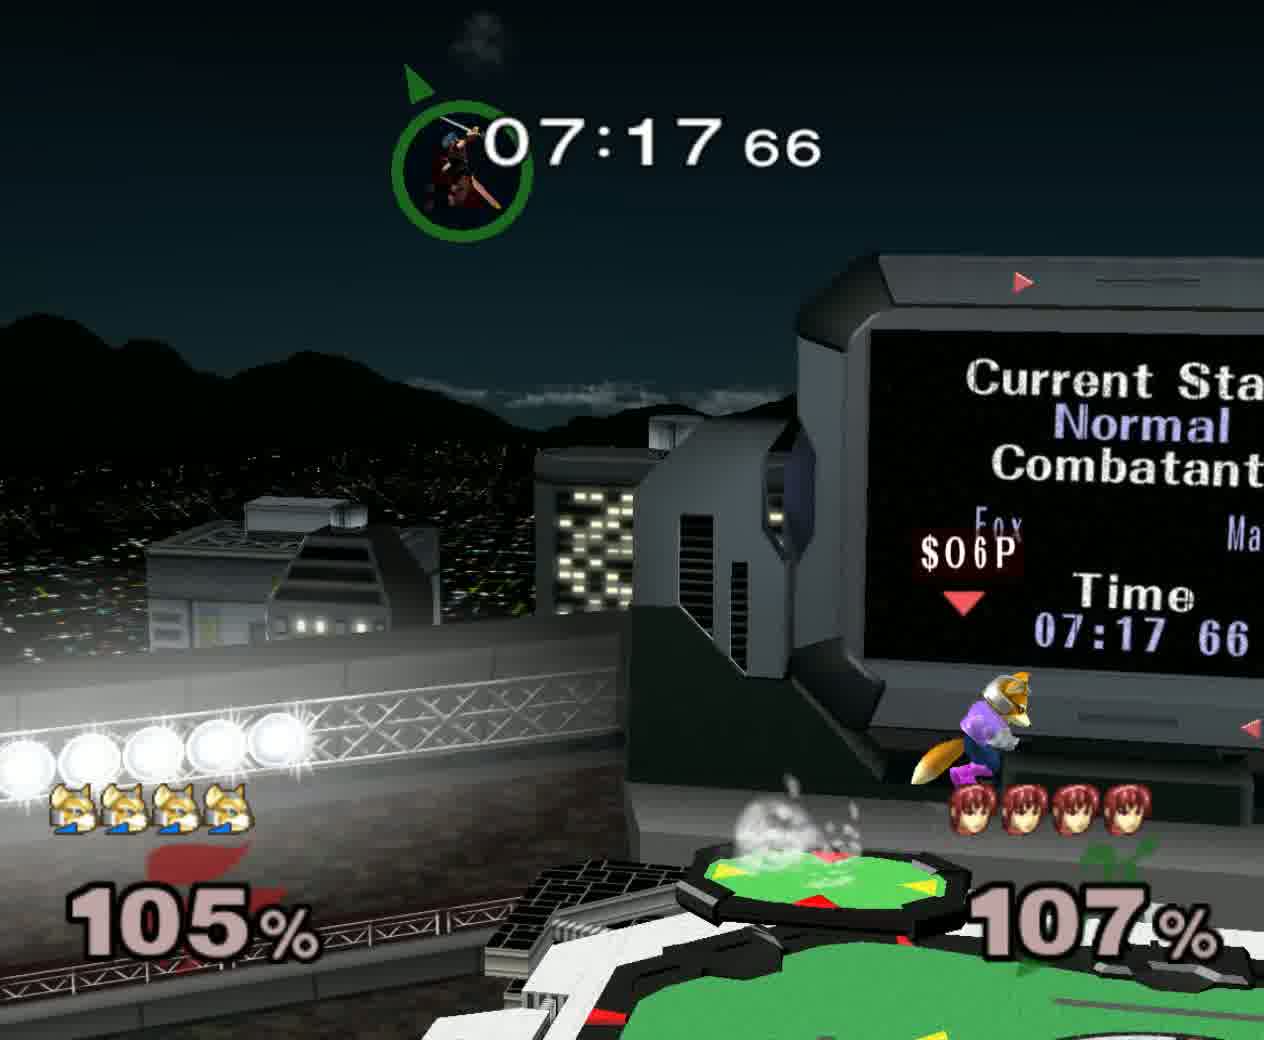 07:17 66
Current Sta
Normal
Combatant
Fox
Ma
$06P
Time
07:17 66
105%
107%